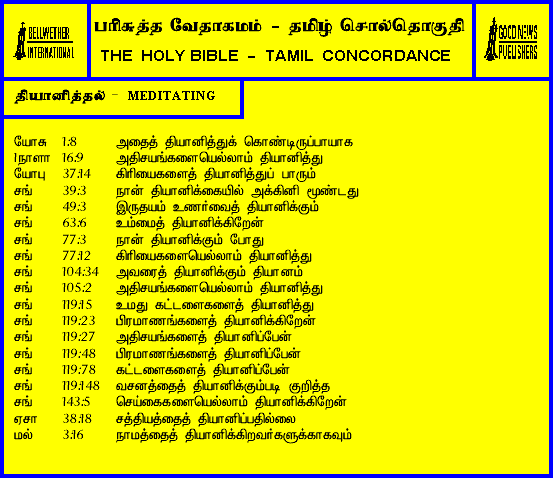 BELLWETHER
INTERNATIONAL
பரிசுத்த வேதாகமம் - தமிழ் சொல்தொகுதி
THE HOLY BIBLE - TAMIL CONCORDANCE
GOOD NEWS
PUBLISHERS
தியானித்தல் - MEDITATING
யோசு 1:8 அதைத் தியானித்துக் கொண்டிருப்பாயாக
1நாளா 16:9 அதிசயங்களையெல்லாம் தியானித்து
யோபு 37:14 கிரியைகளைத் தியானித்துப் பாரும்
சங் 39:3 நான் தியானிக்கையில் அக்கினி மூண்டது
சங் 49:3 இருதயம் உணர்வைத் தியானிக்கும்
சங் 63:6 உம்மைத் தியானிக்கிறேன்
சங் 77:3 நான் தியானிக்கும் போது
சங் 77:12 கிரியைகளையெல்லாம் தியானித்து
சங் 104:34 அவரைத் தியானிக்கும் தியானம்
சங் 105:2 அதிசயங்களையெல்லாம் தியானித்து
சங் 119:15 உமது கட்டளைகளைத் தியானித்து
சங் 119:23 பிரமாணங்களைத் தியானிக்கிறேன்
சங் 119:27 அதிசயங்களைத் தியானிப்பேன்
சங் 119:48 பிரமாணங்களைத் தியானிப்பேன்
சங் 119:78 கட்டளைகளைத் தியானிப்பேன்
சங் 119:148 வசனத்தைத் தியானிக்கும்படி குறித்த
சங் 143:5 செய்கைகளையெல்லாம் தியானிக்கிறேன்
ஏசா 38:18 சத்தியத்தைத் தியானிப்பதில்லை
மல் 3:16 நாமத்தைத் தியானிக்கிறவர்களுக்காகவும்